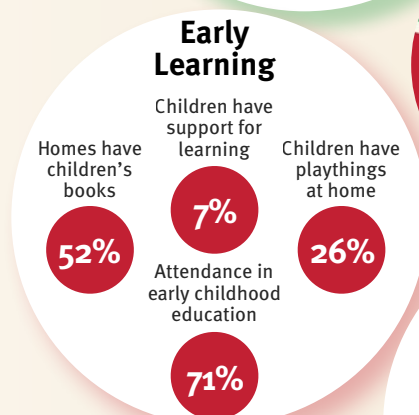 Early
Learning
Children have
support for
learning
7%
Homes have
children's
books
52%
Children have
playthings
at home
26%
Attendance in
early childhood
education
71%